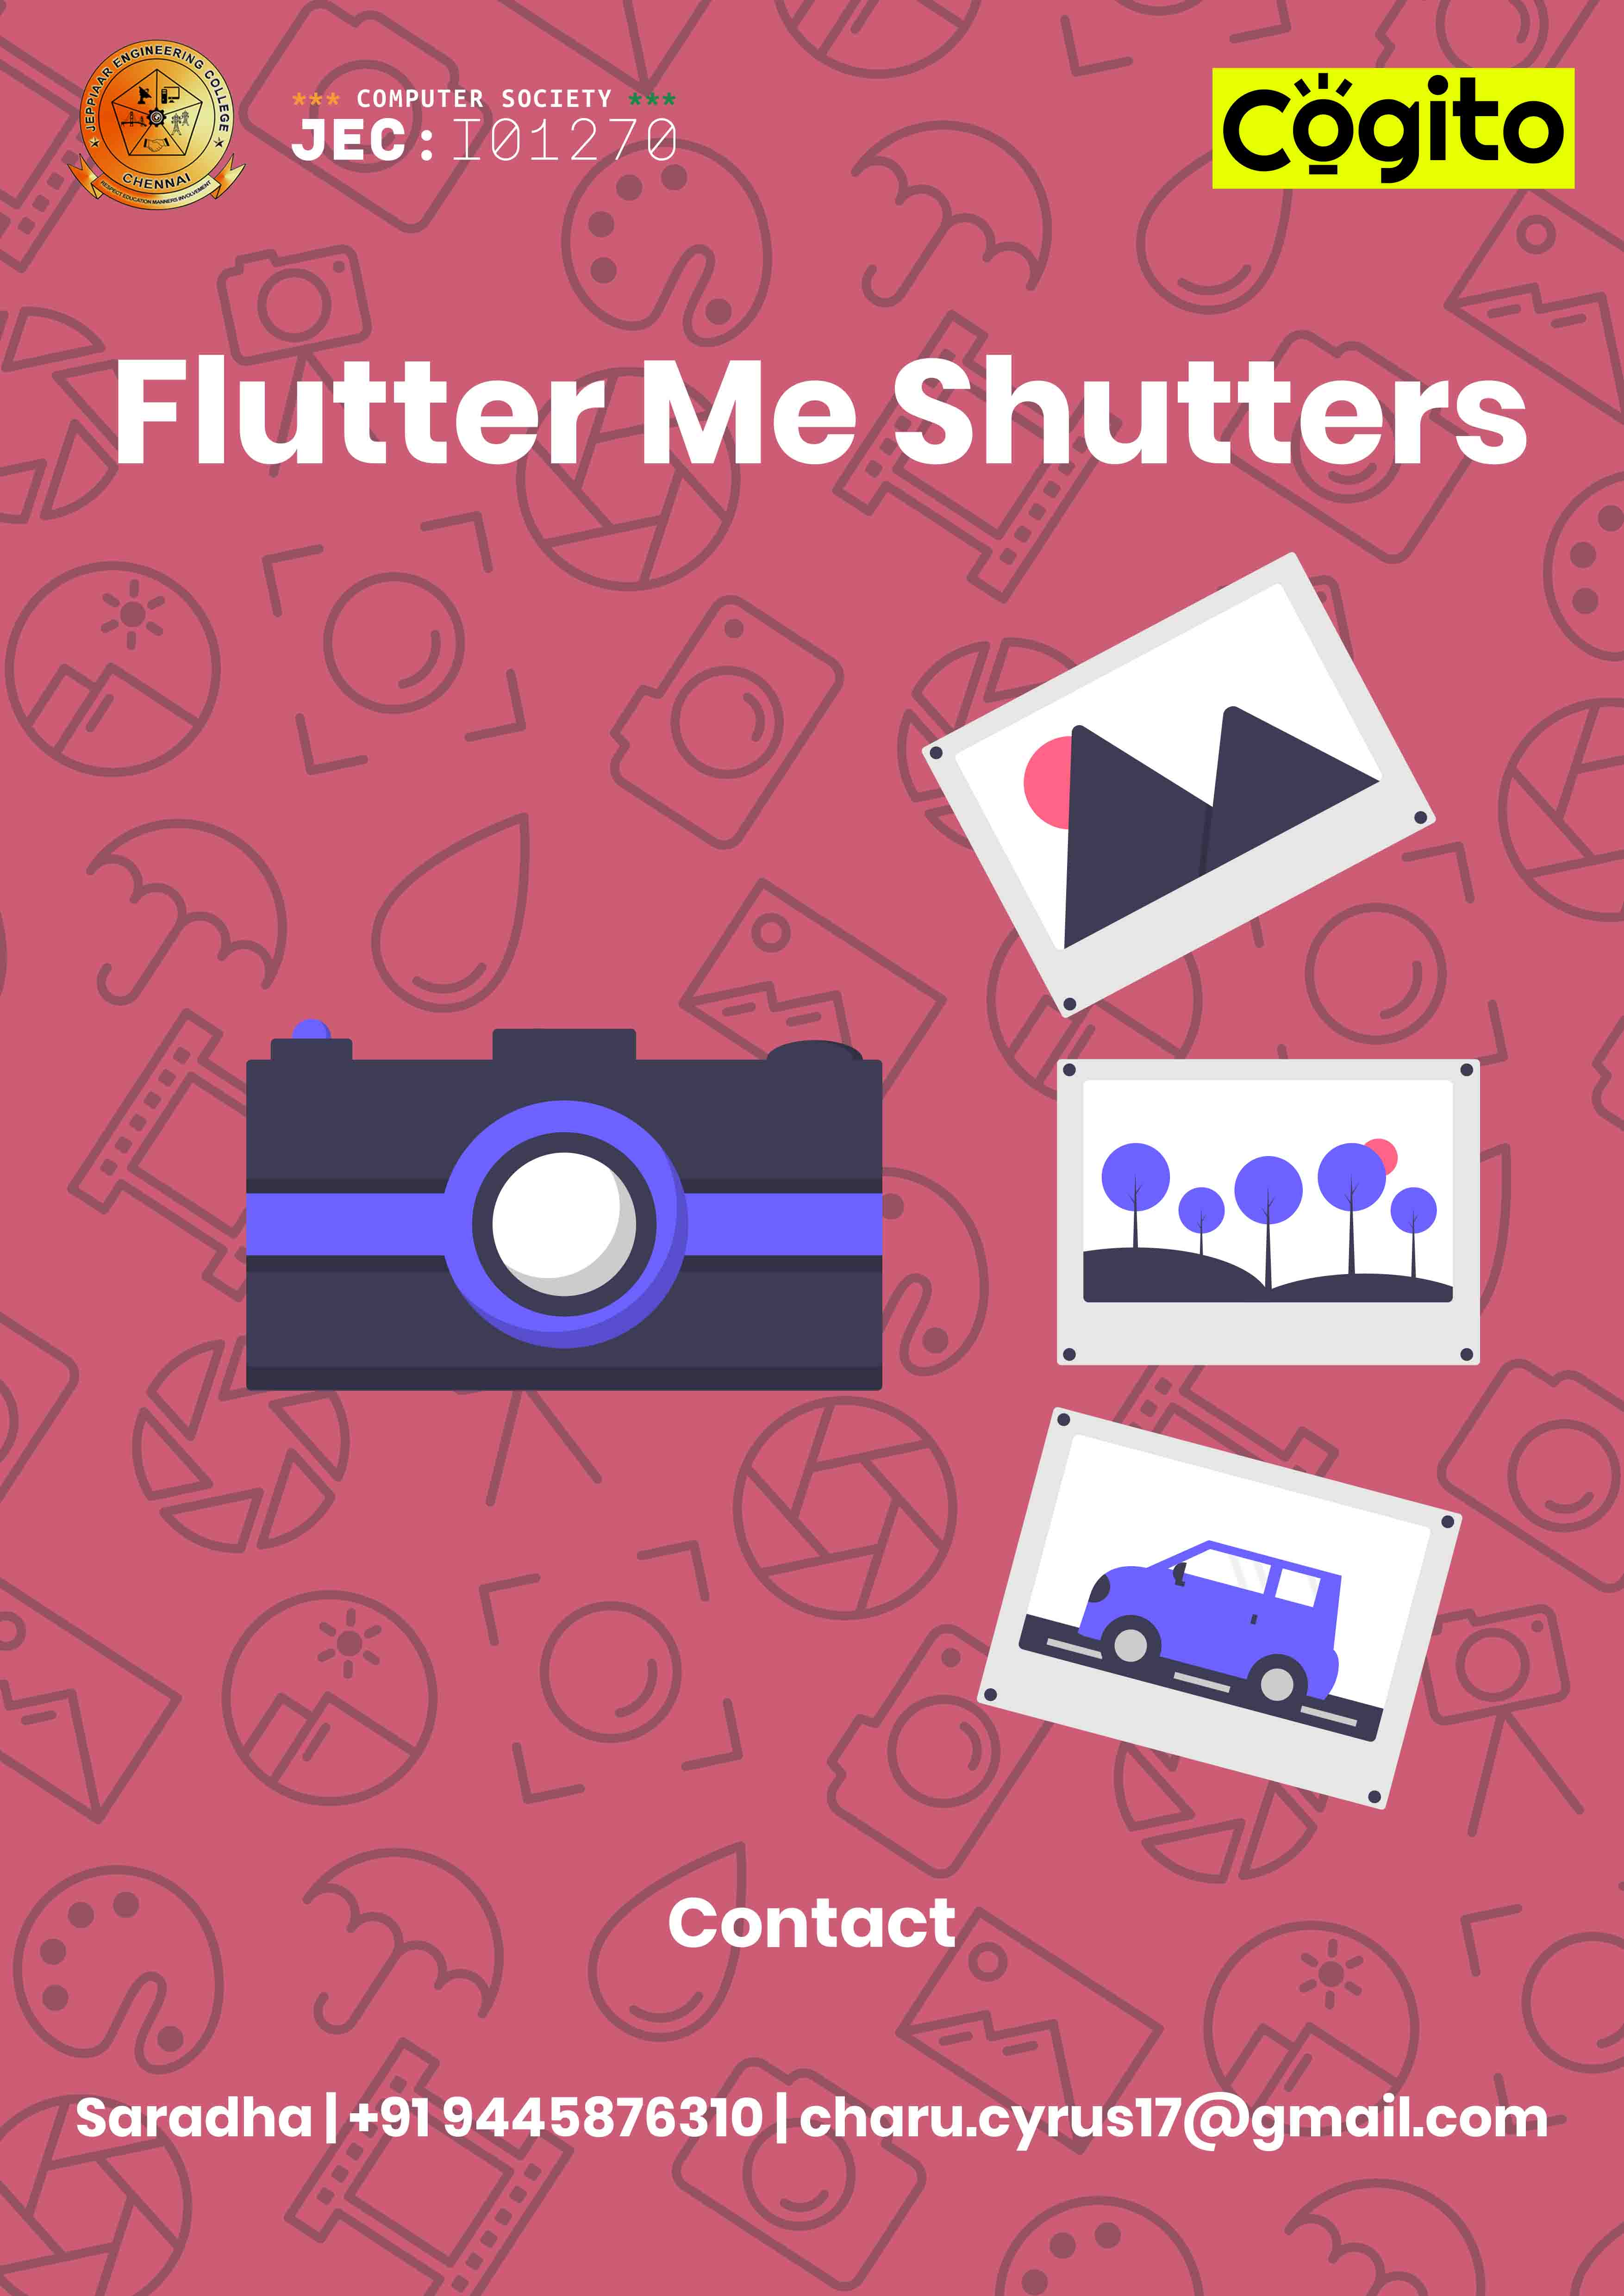 JEPPIAAR ENGINEERING COLLEGE
CHENNAI
RESPECT EDUCATION MANNERS INVOLVEMENT
*** COMPUTER SOCIETY ***
JEC:I01270
Cogito
Flutter Me Shutters
Contact
Saradha | +91 9445876310 | charu.cyrus17@gmail.com